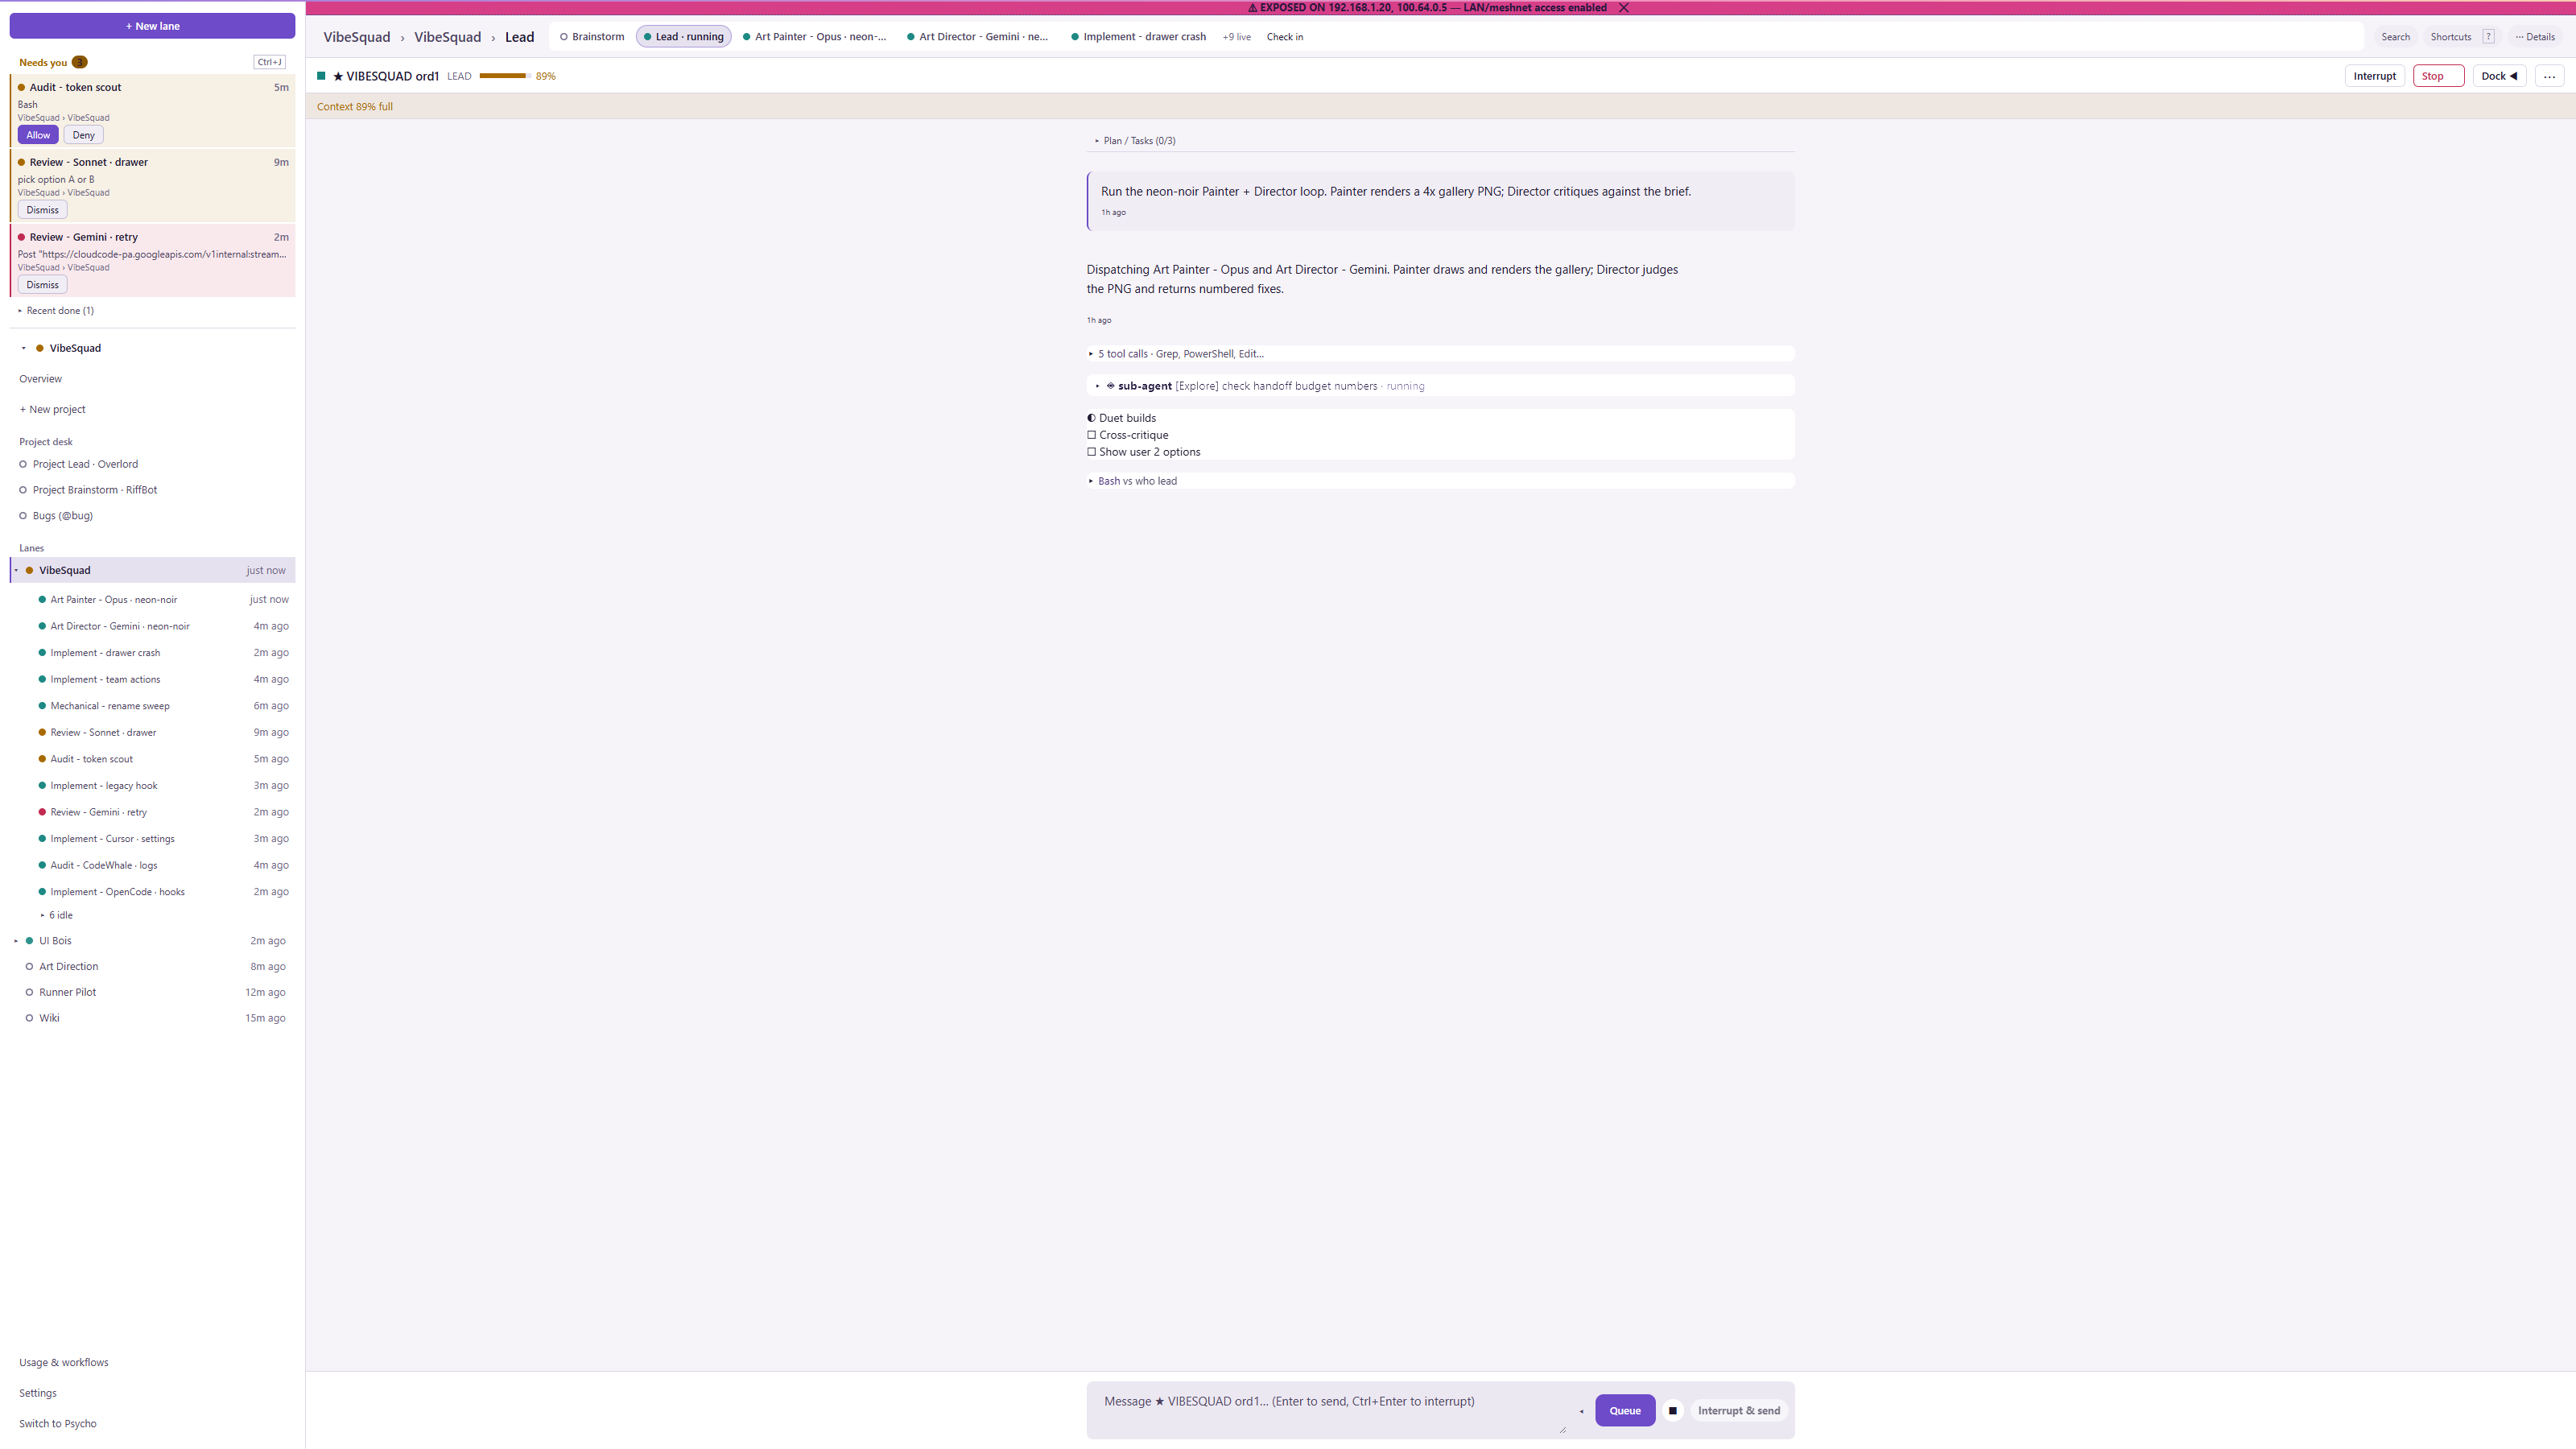 ⚠ EXPOSED ON 192.168.1.20, 100.64.0.5 — LAN/meshnet access enabled
+ New lane
Needs you 3 Ctrl+J
Audit - token scout 5m
Bash
VibeSquad › VibeSquad
Allow Deny
Review - Sonnet · drawer 9m
pick option A or B
VibeSquad › VibeSquad
Dismiss
Review - Gemini · retry 2m
Post "https://cloudcode-pa.googleapis.com/v1internal:stream...
VibeSquad › VibeSquad
Dismiss
Recent done (1)
VibeSquad
Overview
+ New project
Project desk
Project Lead · Overlord
Project Brainstorm · RiffBot
Bugs (@bug)
Lanes
VibeSquad just now
Art Painter - Opus · neon-noir just now
Art Director - Gemini · neon-noir 4m ago
Implement - drawer crash 2m ago
Implement - team actions 4m ago
Mechanical - rename sweep 6m ago
Review - Sonnet · drawer 9m ago
Audit - token scout 5m ago
Implement - legacy hook 3m ago
Review - Gemini · retry 2m ago
Implement - Cursor · settings 3m ago
Audit - CodeWhale · logs 4m ago
Implement - OpenCode · hooks 2m ago
6 idle
UI Bois 2m ago
Art Direction 8m ago
Runner Pilot 12m ago
Wiki 15m ago
Usage & workflows
Settings
Switch to Psycho
VibeSquad › VibeSquad › Lead
Brainstorm Lead · running Art Painter - Opus · neon-... Art Director - Gemini · ne... Implement - drawer crash +9 live Check in
Search Shortcuts ? ··· Details
★ VIBESQUAD ord1 LEAD 89%
Interrupt Stop Dock ◀ ...
Context 89% full
Plan / Tasks (0/3)
Run the neon-noir Painter + Director loop. Painter renders a 4x gallery PNG; Director critiques against the brief.
1h ago
Dispatching Art Painter - Opus and Art Director - Gemini. Painter draws and renders the gallery; Director judges
the PNG and returns numbered fixes.
1h ago
5 tool calls · Grep, PowerShell, Edit...
sub-agent [Explore] check handoff budget numbers · running
◐ Duet builds
☐ Cross-critique
☐ Show user 2 options
Bash vs who lead
Message ★ VIBESQUAD ord1... (Enter to send, Ctrl+Enter to interrupt)
Queue
Interrupt & send